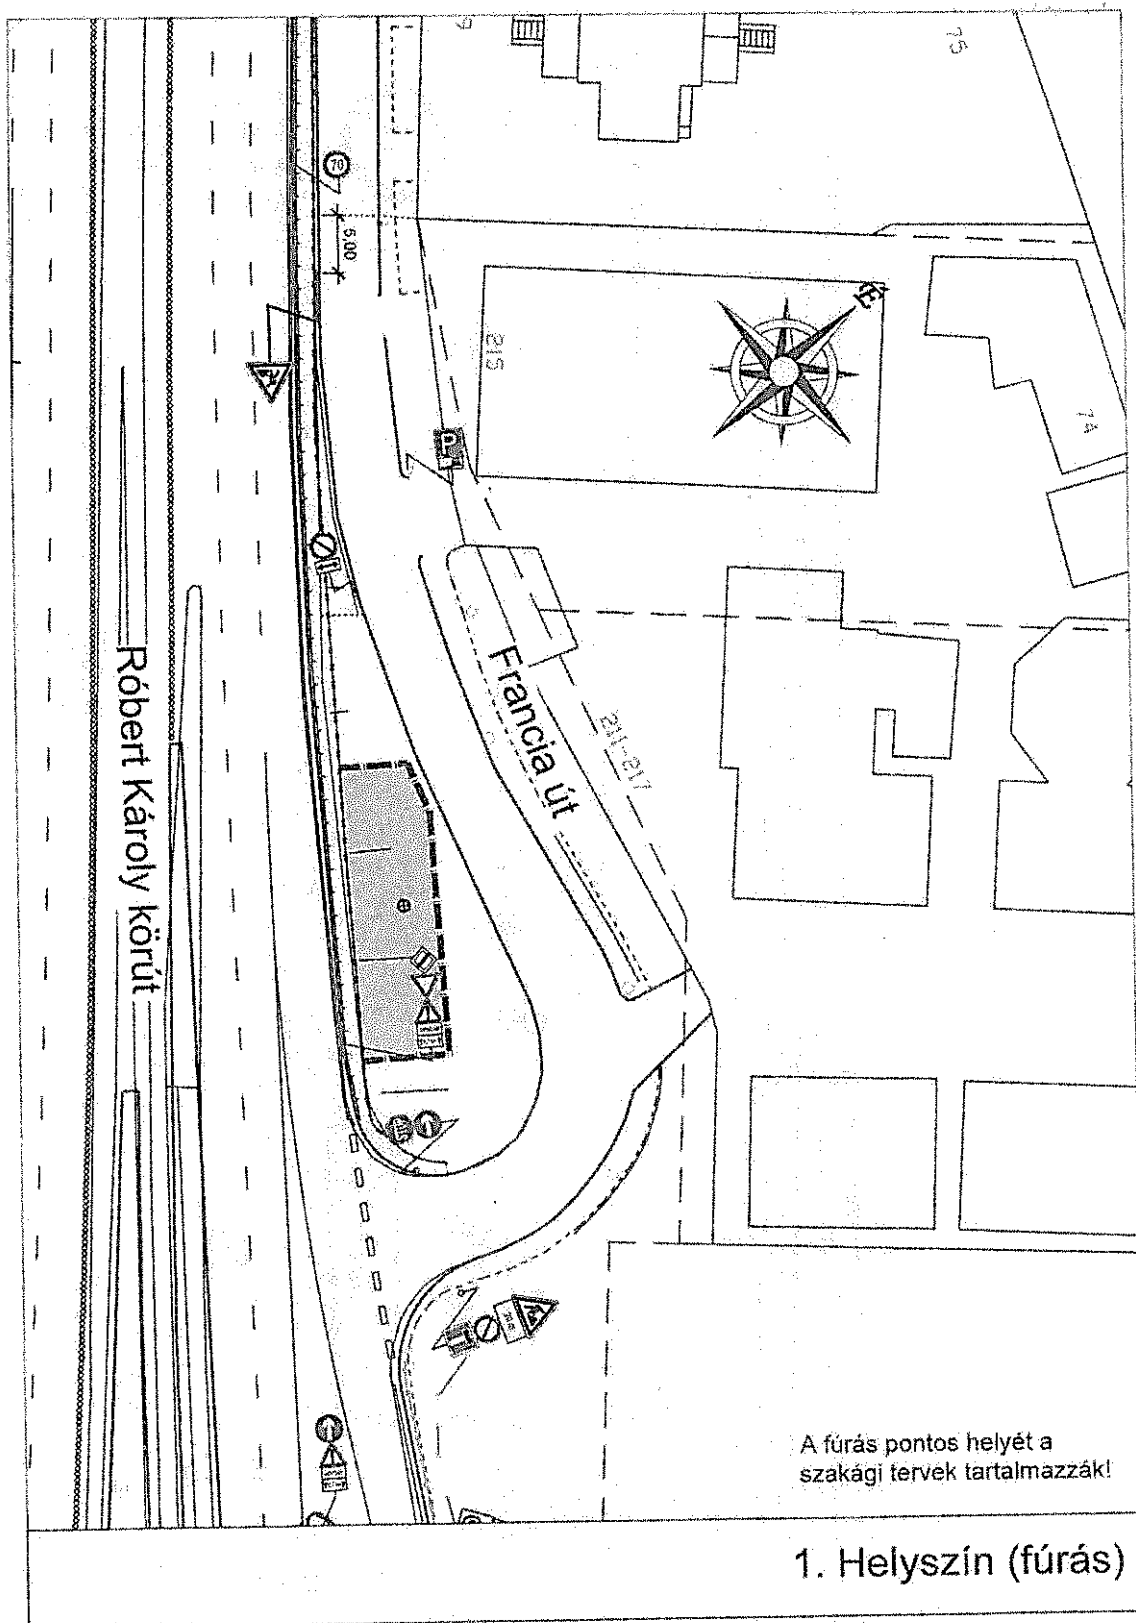 75
70
5,00
É
215
74
P
Francia út
Róbert Károly körút
A fúrás pontos helyét a
szakági tervek tartalmazzák!
1. Helyszín (fúrás)